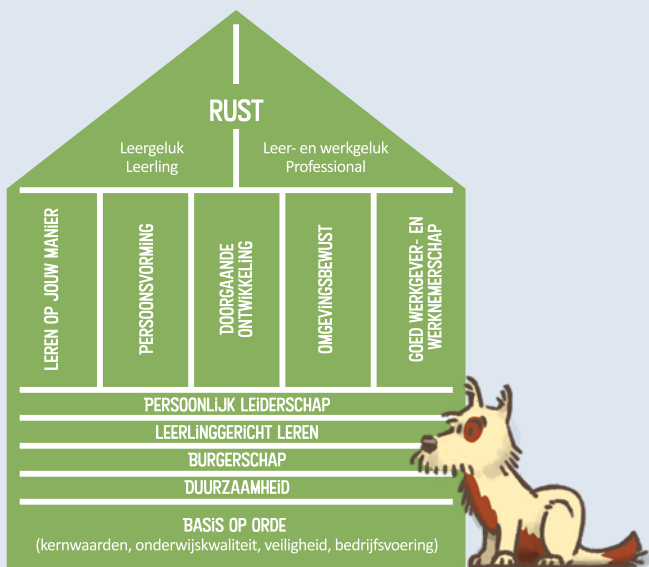 RUST
Leergeluk
Leerling
Leer- en werkgeluk
Professional
LEREN OP JOUW MANIER
PERSOONSVORMING
DOORGAANDE
ONTWIKKELING
OMGEVINGSBEWUST
GOED WERKGEVER- EN
WERKNEMERSCHAP
PERSOONLIJK LEIDERSCHAP
LEERLINGGERICHT LEREN
BURGERSCHAP
DUURZAAMHEID
BASIS OP ORDE
(kernwaarden, onderwijskwaliteit, veiligheid, bedrijfsvoering)